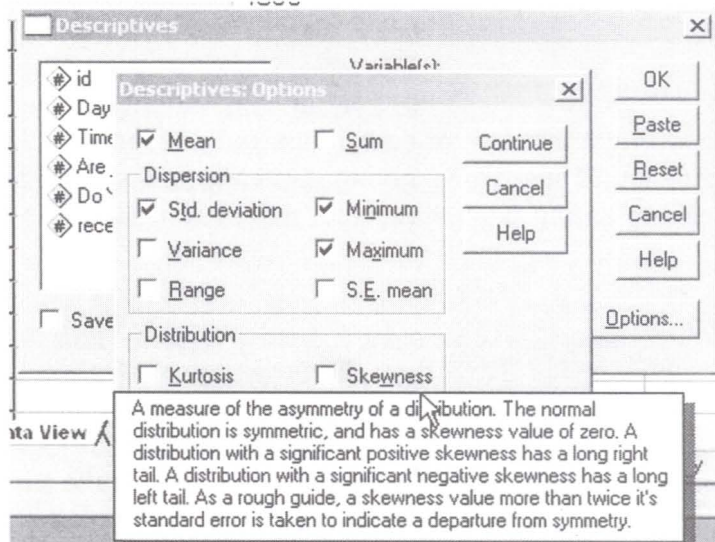 Descriptives
Variable(s):
id
Day
Time
Are
Do
rece
Save
OK
Paste
Reset
Cancel
Help
Options...
Descriptives: Options
Mean
Sum
Continue
Cancel
Help
Dispersion
Std. deviation
Minimum
Variance
Maximum
Range
S.E. mean
Distribution
Kurtosis
Skewness
A measure of the asymmetry of a distribution. The normal
distribution is symmetric, and has a skewness value of zero. A
distribution with a significant positive skewness has a long right
tail. A distribution with a significant negative skewness has a long
left tail. As a rough guide, a skewness value more than twice it's
standard error is taken to indicate a departure from symmetry.
ata View